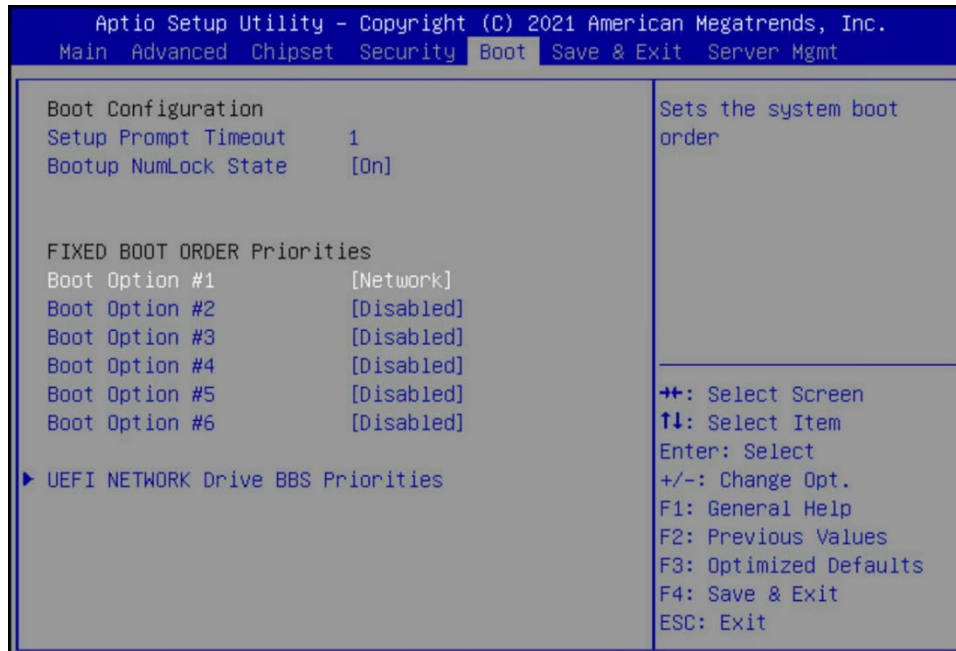 Aptio Setup Utility – Copyright (C) 2021 American Megatrends, Inc.
Main Advanced Chipset Security Boot Save & Exit Server Mgmt
Boot Configuration
Setup Prompt Timeout 1
Bootup NumLock State [On]
FIXED BOOT ORDER Priorities
Boot Option #1 [Network]
Boot Option #2 [Disabled]
Boot Option #3 [Disabled]
Boot Option #4 [Disabled]
Boot Option #5 [Disabled]
Boot Option #6 [Disabled]
▶ UEFI NETWORK Drive BBS Priorities
Sets the system boot
order
→←: Select Screen
↑↓: Select Item
Enter: Select
+/-: Change Opt.
F1: General Help
F2: Previous Values
F3: Optimized Defaults
F4: Save & Exit
ESC: Exit